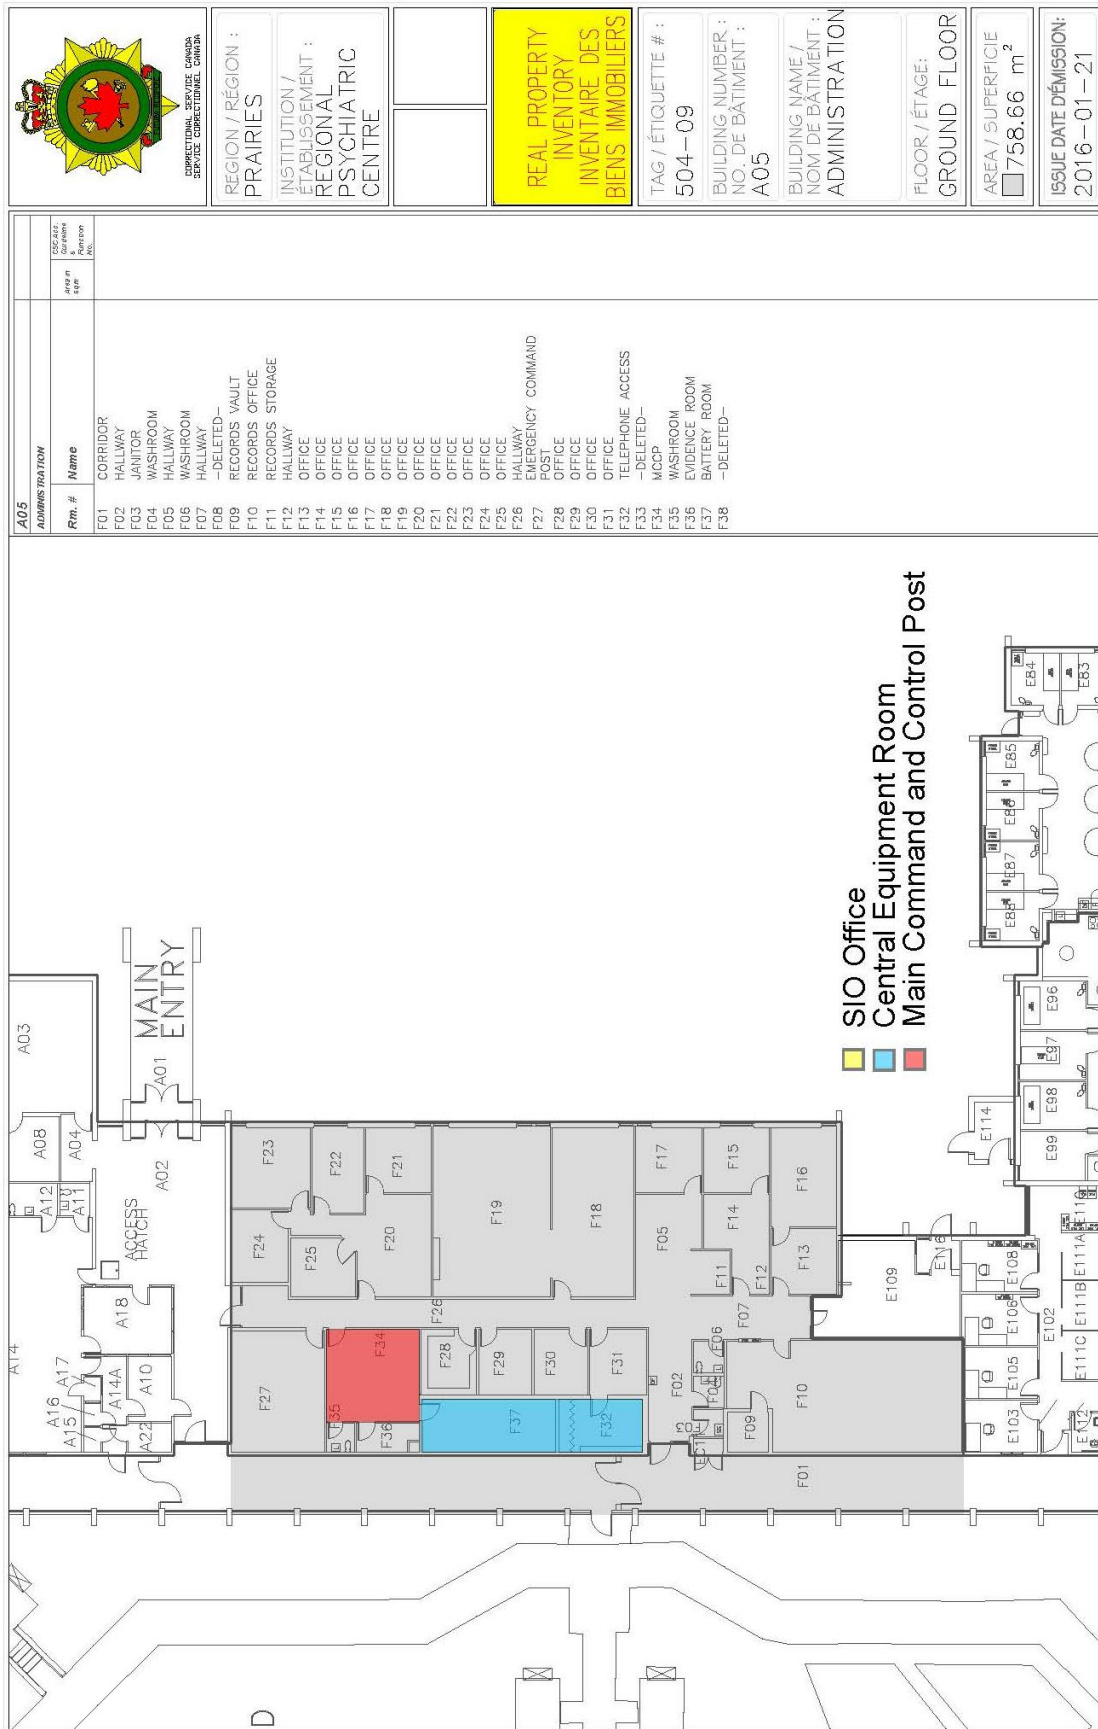 CORRECTIONAL SERVICE CANADA
SERVICE CORRECTIONNEL CANADA
REGION / RÉGION :
PRAIRIES
INSTITUTION /
ÉTABLISSEMENT :
REGIONAL
PSYCHIATRIC
CENTRE
REAL PROPERTY
INVENTORY
INVENTAIRE DES
BIENS IMMOBILIERS
TAG / ÉTIQUETTE # :
504-09
BUILDING NUMBER :
NO. DE BÂTIMENT :
A05
BUILDING NAME /
NOM DE BÂTIMENT :
ADMINISTRATION
FLOOR / ÉTAGE:
GROUND FLOOR
AREA / SUPERFICIE
758.66 m²
ISSUE DATE D'ÉMISSION:
2016-01-21
A05
ADMINISTRATION
Rm. # Name
Area in
sqm
F01 CORRIDOR
F02 HALLWAY
F03 JANITOR
F04 WASHROOM
F05 HALLWAY
F06 WASHROOM
F07 HALLWAY
F08 -DELETED-
F09 RECORDS VAULT
F10 RECORDS OFFICE
F11 RECORDS STORAGE
F12 HALLWAY
F13 OFFICE
F14 OFFICE
F15 OFFICE
F16 OFFICE
F17 OFFICE
F18 OFFICE
F19 OFFICE
F20 OFFICE
F21 OFFICE
F22 OFFICE
F23 OFFICE
F24 OFFICE
F25 OFFICE
F26 HALLWAY
F27 EMERGENCY COMMAND
POST
F28 OFFICE
F29 OFFICE
F30 OFFICE
F31 OFFICE
F32 TELEPHONE ACCESS
F33 -DELETED-
F34 MCCP
F35 WASHROOM
F36 EVIDENCE ROOM
F37 BATTERY ROOM
F38 -DELETED-
SIO Office
Central Equipment Room
Main Command and Control Post
MAIN
ENTRY
ACCESS
HATCH
A03
A01
A08
A04
A02
A12
A11
A14
A18
A17
A16
A15
A14A
A10
A22
F23
F22
F21
F19
F18
F17
F15
F16
F24
F25
F20
F05
F14
F13
F11
F12
F26
F07
F27
F34
F28
F29
F30
F31
F02
F06
F04
F10
F35
F36
F37
F32
F03
F09
F01
E109
E116
E114
E84
E83
E85
E86
E87
E88
E96
E97
E98
E99
E110
E111A
E111B
E111C
E108
E106
E102
E105
E103
E112
D